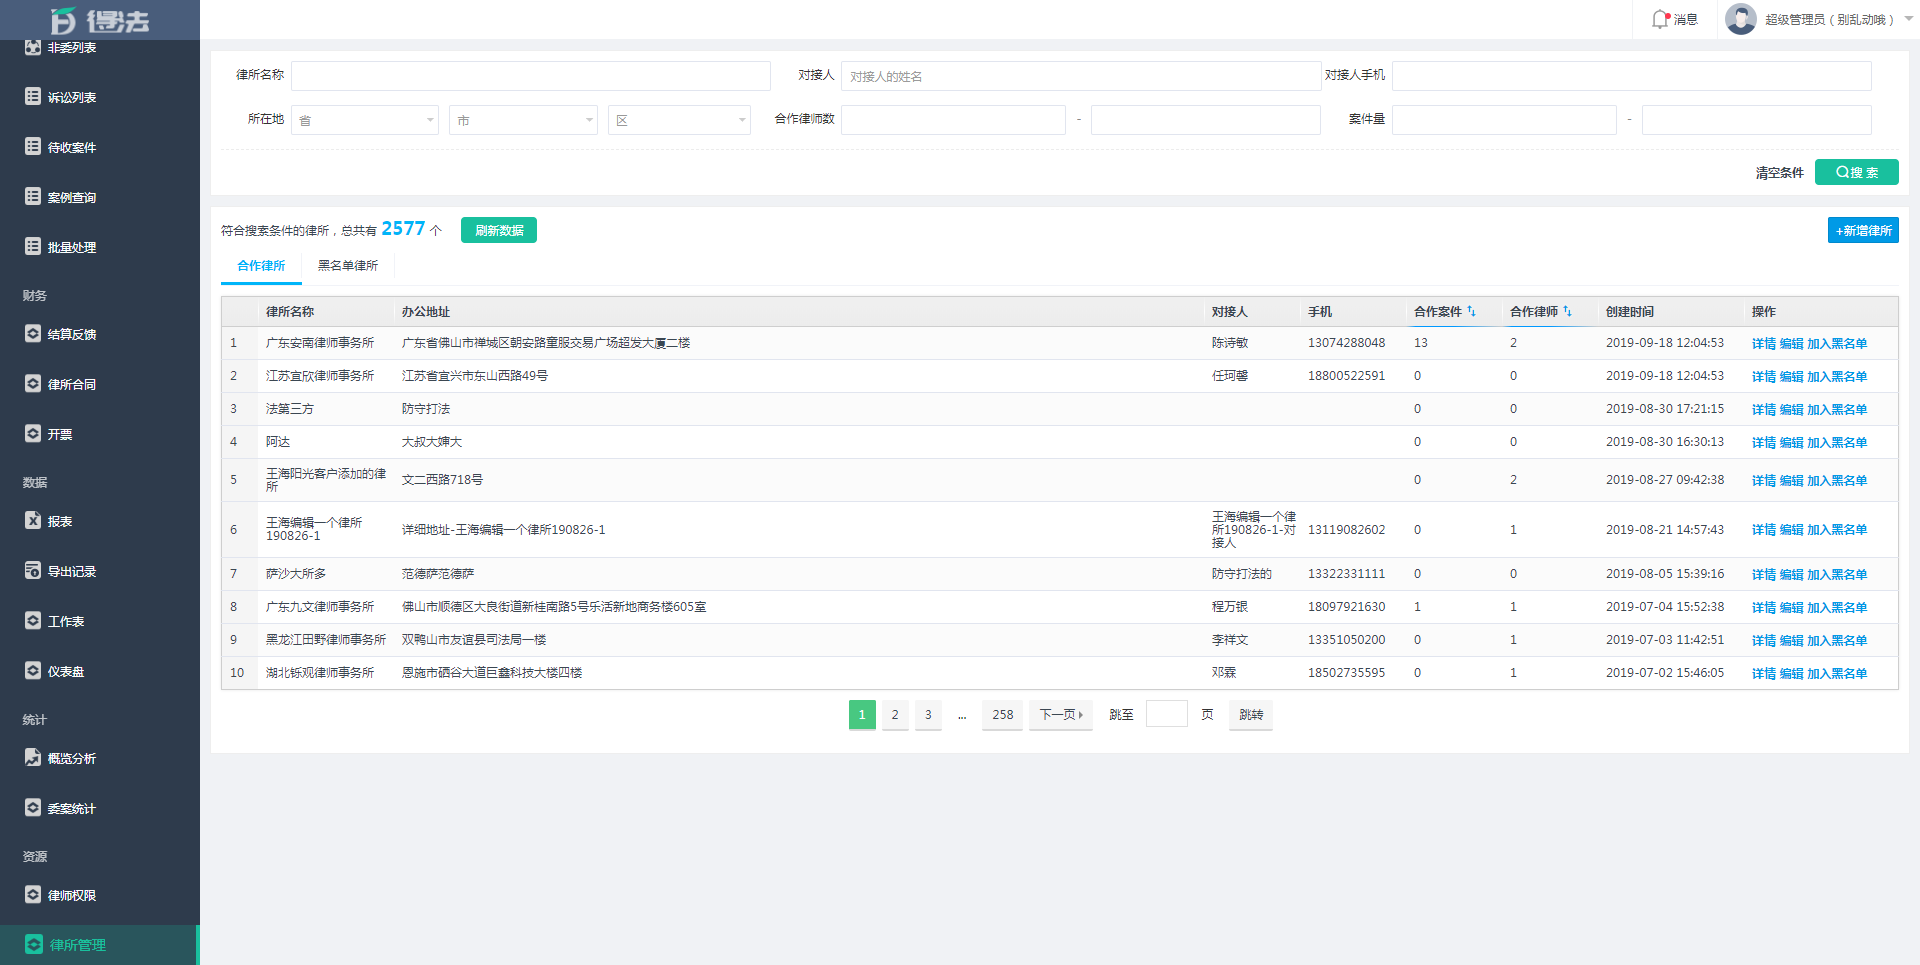 得法
消息
超级管理员（别乱动哦）
非委列表
诉讼列表
待收案件
案例查询
批量处理
财务
结算反馈
律所合同
开票
数据
报表
导出记录
工作表
仪表盘
统计
概览分析
委案统计
资源
律师权限
律所管理
律所名称
对接人 对接人的姓名
对接人手机
所在地 省 市 区
合作律师数 -
案件量 -
清空条件 搜 索
符合搜索条件的律所，总共有 2577 个 刷新数据
+新增律所
合作律所 黑名单律所
律所名称 办公地址 对接人 手机 合作案件 合作律师 创建时间 操作
1 广东安南律师事务所 广东省佛山市禅城区朝安路童服交易广场超发大厦二楼 陈诗敏 13074288048 13 2 2019-09-18 12:04:53 详情 编辑 加入黑名单
2 江苏宜欣律师事务所 江苏省宜兴市东山西路49号 任珂馨 18800522591 0 0 2019-09-18 12:04:53 详情 编辑 加入黑名单
3 法第三方 防守打法 0 0 2019-08-30 17:21:15 详情 编辑 加入黑名单
4 阿达 大叔大婶大 0 0 2019-08-30 16:30:13 详情 编辑 加入黑名单
5 王海阳光客户添加的律
所 文二西路718号 0 2 2019-08-27 09:42:38 详情 编辑 加入黑名单
6 王海编辑一个律所
190826-1 详细地址-王海编辑一个律所190826-1 王海编辑一个律
所190826-1-对
接人 13119082602 0 1 2019-08-21 14:57:43 详情 编辑 加入黑名单
7 萨沙大所多 范德萨范德萨 防守打法的 13322331111 0 0 2019-08-05 15:39:16 详情 编辑 加入黑名单
8 广东九文律师事务所 佛山市顺德区大良街道新桂南路5号乐活新地商务楼605室 程万银 18097921630 1 1 2019-07-04 15:52:38 详情 编辑 加入黑名单
9 黑龙江田野律师事务所 双鸭山市友谊县司法局一楼 李祥文 13351050200 0 1 2019-07-03 11:42:51 详情 编辑 加入黑名单
10 湖北铄观律师事务所 恩施市硒谷大道巨鑫科技大楼四楼 邓霖 18502735595 0 1 2019-07-02 15:46:05 详情 编辑 加入黑名单
1 2 3 ... 258 下一页 跳至 页 跳转